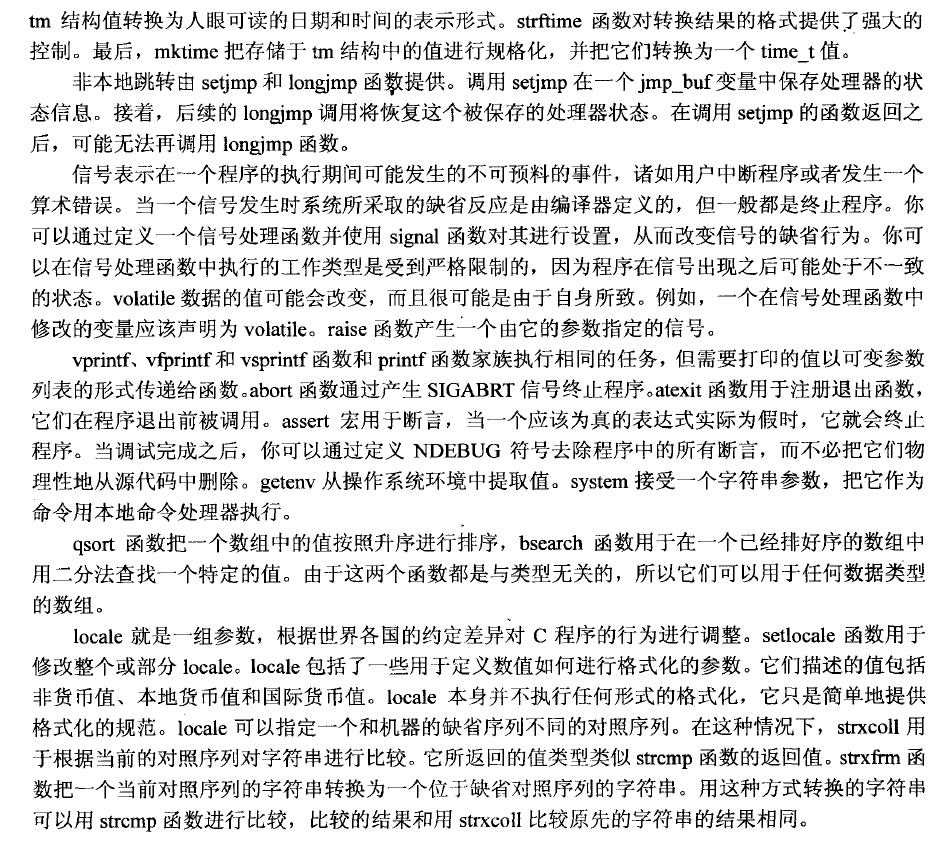 tm 结构值转换为人眼可读的日期和时间的表示形式。strftime 函数对转换结果的格式提供了强大的
控制。最后，mktime 把存储于 tm 结构中的值进行规格化，并把它们转换为一个 time_t 值。
非本地跳转由 setjmp 和 longjmp 函数提供。调用 setjmp 在一个 jmp_buf 变量中保存处理器的状
态信息。接着，后续的 longjmp 调用将恢复这个被保存的处理器状态。在调用 setjmp 的函数返回之
后，可能无法再调用 longjmp 函数。
信号表示在一个程序的执行期间可能发生的不可预料的事件，诸如用户中断程序或者发生一个
算术错误。当一个信号发生时系统所采取的缺省反应是由编译器定义的，但一般都是终止程序。你
可以通过定义一个信号处理函数并使用 signal 函数对其进行设置，从而改变信号的缺省行为。你可
以在信号处理函数中执行的工作类型是受到严格限制的，因为程序在信号出现之后可能处于不一致
的状态。volatile 数据的值可能会改变，而且很可能是由于自身所致。例如，一个在信号处理函数中
修改的变量应该声明为 volatile。raise 函数产生一个由它的参数指定的信号。
vprintf、vfprintf 和 vsprintf 函数和 printf 函数家族执行相同的任务，但需要打印的值以可变参数
列表的形式传递给函数。abort 函数通过产生 SIGABRT 信号终止程序。atexit 函数用于注册退出函数，
它们在程序退出前被调用。assert 宏用于断言，当一个应该为真的表达式实际为假时，它就会终止
程序。当调试完成之后，你可以通过定义 NDEBUG 符号去除程序中的所有断言，而不必把它们物
理性地从源代码中删除。getenv 从操作系统环境中提取值。system 接受一个字符串参数，把它作为
命令用本地命令处理器执行。
qsort 函数把一个数组中的值按照升序进行排序，bsearch 函数用于在一个已经排好序的数组中
用二分法查找一个特定的值。由于这两个函数都是与类型无关的，所以它们可以用于任何数据类型
的数组。
locale 就是一组参数，根据世界各国的约定差异对 C 程序的行为进行调整。setlocale 函数用于
修改整个或部分 locale。locale 包括了一些用于定义数值如何进行格式化的参数。它们描述的值包括
非货币值、本地货币值和国际货币值。locale 本身并不执行任何形式的格式化，它只是简单地提供
格式化的规范。locale 可以指定一个和机器的缺省序列不同的对照序列。在这种情况下，strxcoll 用
于根据当前的对照序列对字符串进行比较。它所返回的值类型类似 strcmp 函数的返回值。strxfrm 函
数把一个当前对照序列的字符串转换为一个位于缺省对照序列的字符串。用这种方式转换的字符串
可以用 strcmp 函数进行比较，比较的结果和用 strxcoll 比较原先的字符串的结果相同。